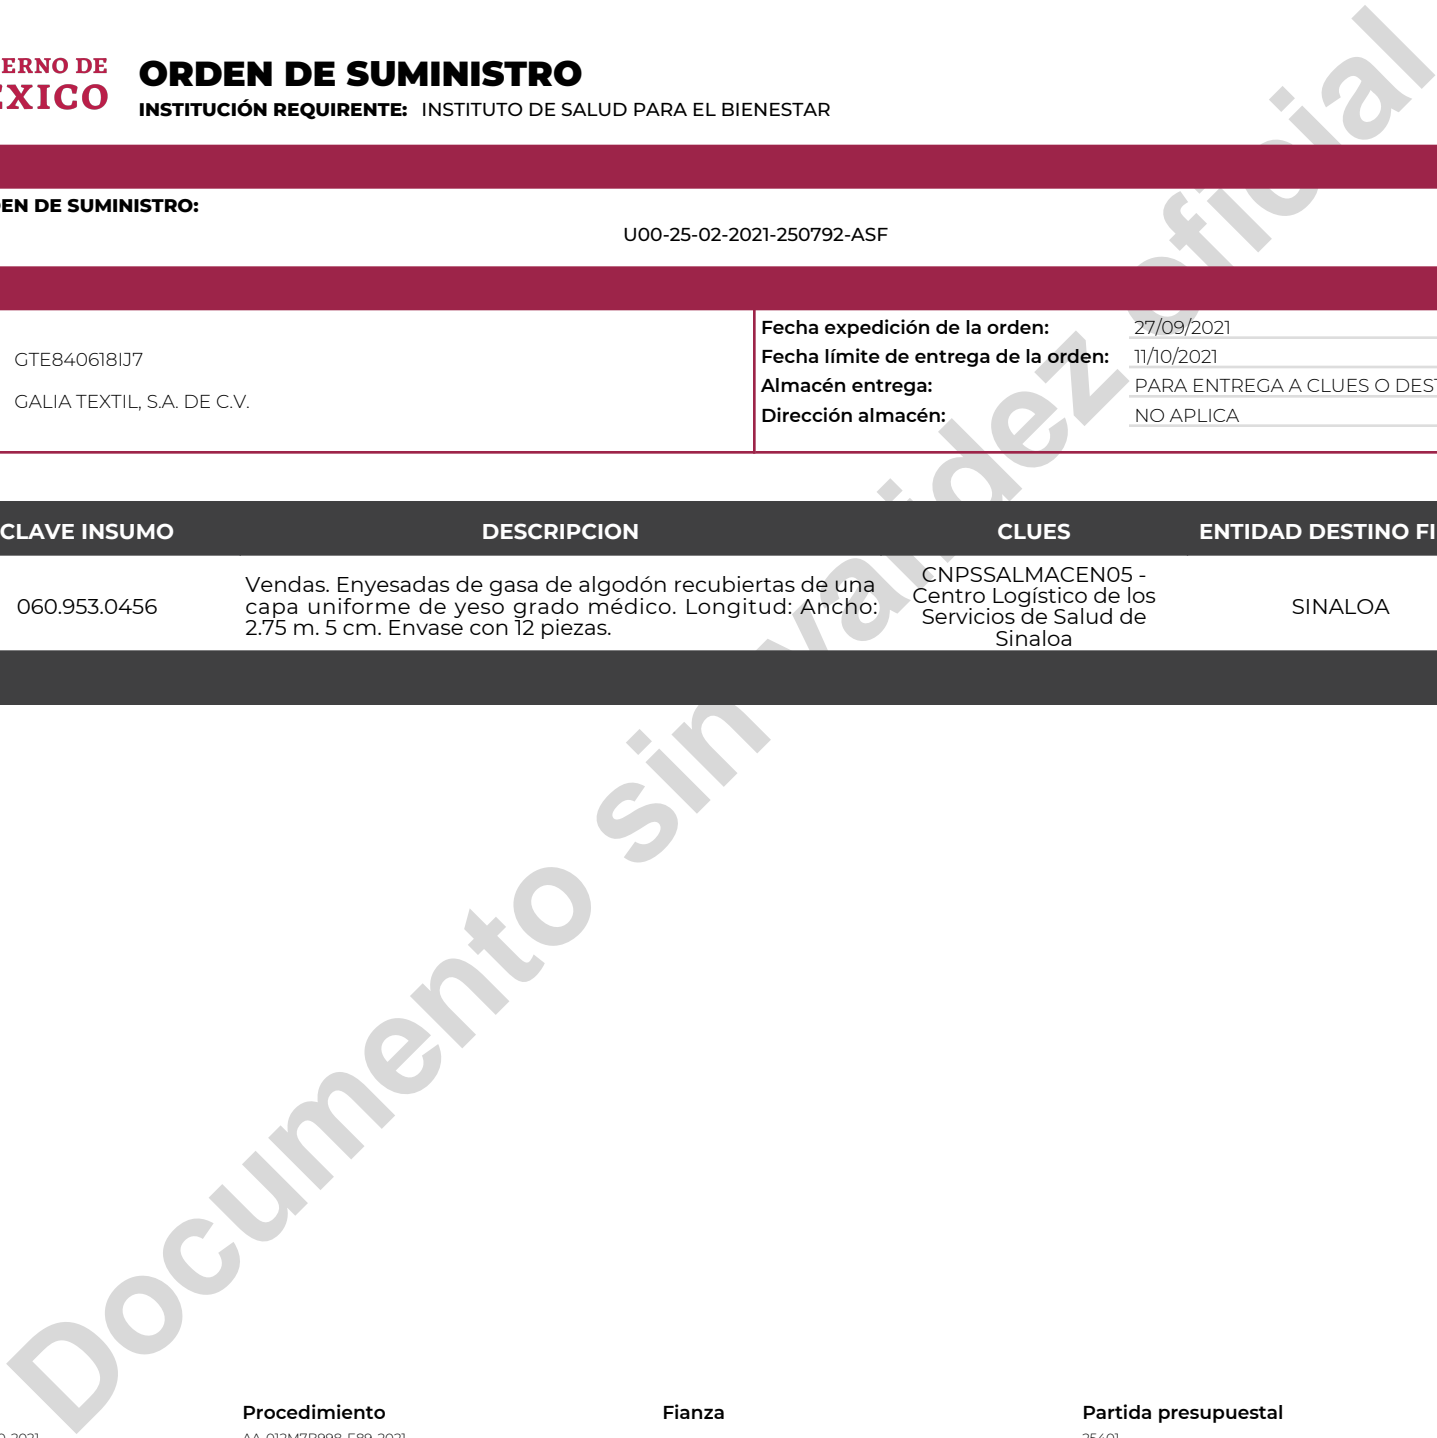 ERNO DE
EXICO
ORDEN DE SUMINISTRO
INSTITUCIÓN REQUIRENTE: INSTITUTO DE SALUD PARA EL BIENESTAR
EN DE SUMINISTRO:
U00-25-02-2021-250792-ASF
GTE840618IJ7
GALIA TEXTIL, S.A. DE C.V.
Fecha expedición de la orden: 27/09/2021
Fecha límite de entrega de la orden: 11/10/2021
Almacén entrega: PARA ENTREGA A CLUES O DEST
Dirección almacén: NO APLICA
CLAVE INSUMO DESCRIPCION CLUES ENTIDAD DESTINO FI
060.953.0456
Vendas. Enyesadas de gasa de algodón recubiertas de una
capa uniforme de yeso grado médico. Longitud: Ancho:
2.75 m. 5 cm. Envase con 12 piezas.
CNPSSALMACEN05 -
Centro Logístico de los
Servicios de Salud de
Sinaloa
SINALOA
Documento sin validez oficial
Procedimiento Fianza Partida presupuestal